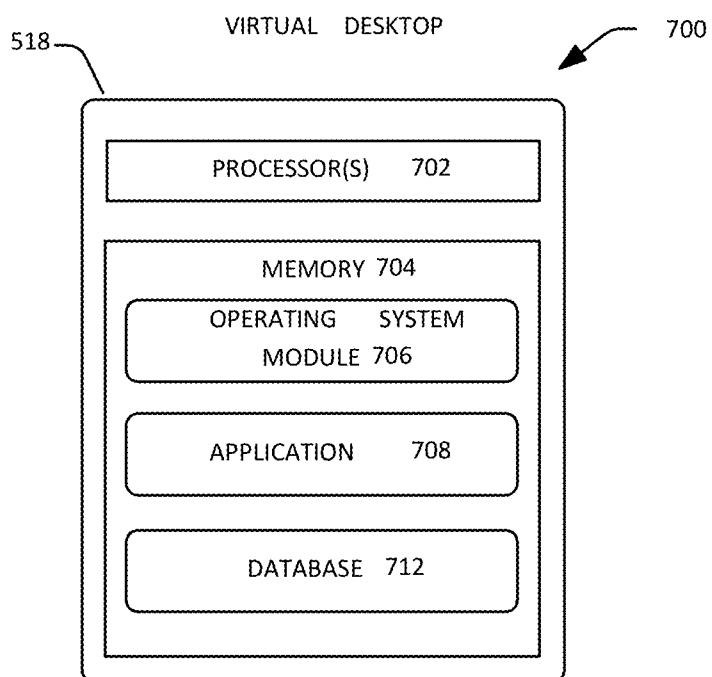 VIRTUAL DESKTOP
700
518
PROCESSOR(S) 702
MEMORY 704
OPERATING SYSTEM
MODULE 706
APPLICATION 708
DATABASE 712